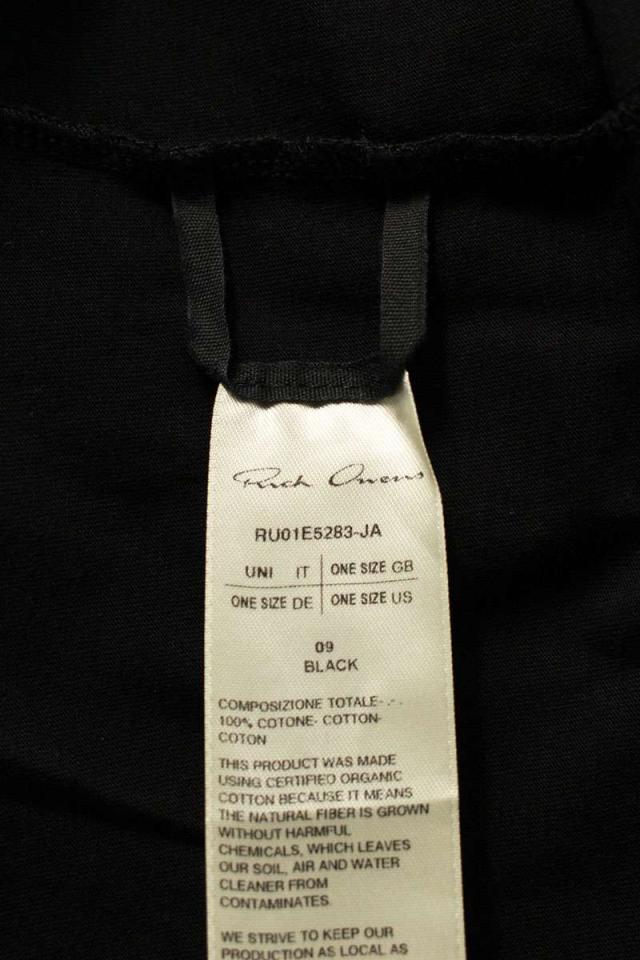 Rick Owens
RU01E5283-JA
UNI IT | ONE SIZE GB
ONE SIZE DE | ONE SIZE US
09
BLACK
COMPOSIZIONE TOTALE-.-.
100% COTONE- COTTON-
COTON
THIS PRODUCT WAS MADE
USING CERTIFIED ORGANIC
COTTON BECAUSE IT MEANS
THE NATURAL FIBER IS GROWN
WITHOUT HARMFUL
CHEMICALS, WHICH LEAVES
OUR SOIL, AIR AND WATER
CLEANER FROM
CONTAMINATES.
WE STRIVE TO KEEP OUR
PRODUCTION AS LOCAL AS